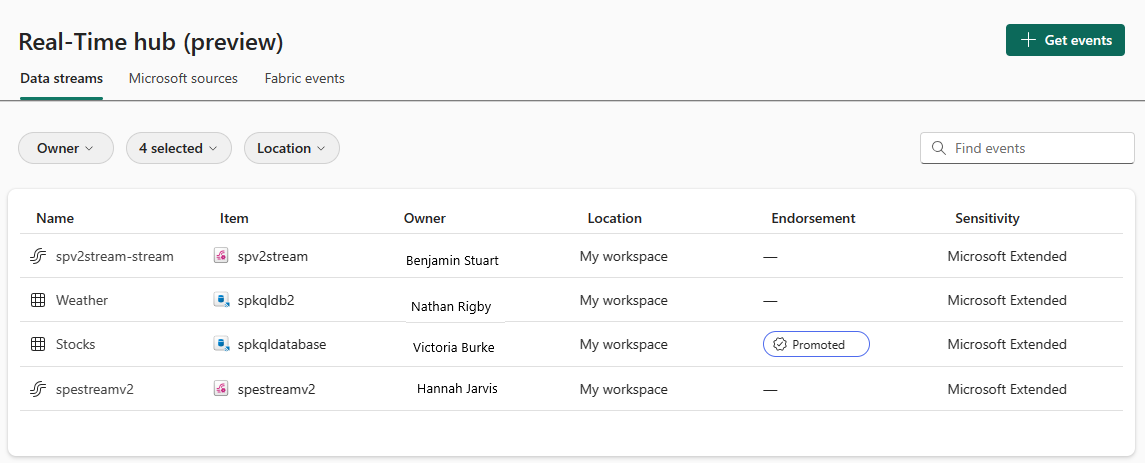 Real-Time hub (preview)
Get events
Data streams Microsoft sources Fabric events
Owner 4 selected Location Find events
Name Item Owner Location Endorsement Sensitivity
spv2stream-stream spv2stream Benjamin Stuart My workspace — Microsoft Extended
Weather spkqldb2 Nathan Rigby My workspace — Microsoft Extended
Stocks spkqldatabase Victoria Burke My workspace Promoted Microsoft Extended
spestreamv2 spestreamv2 Hannah Jarvis My workspace — Microsoft Extended